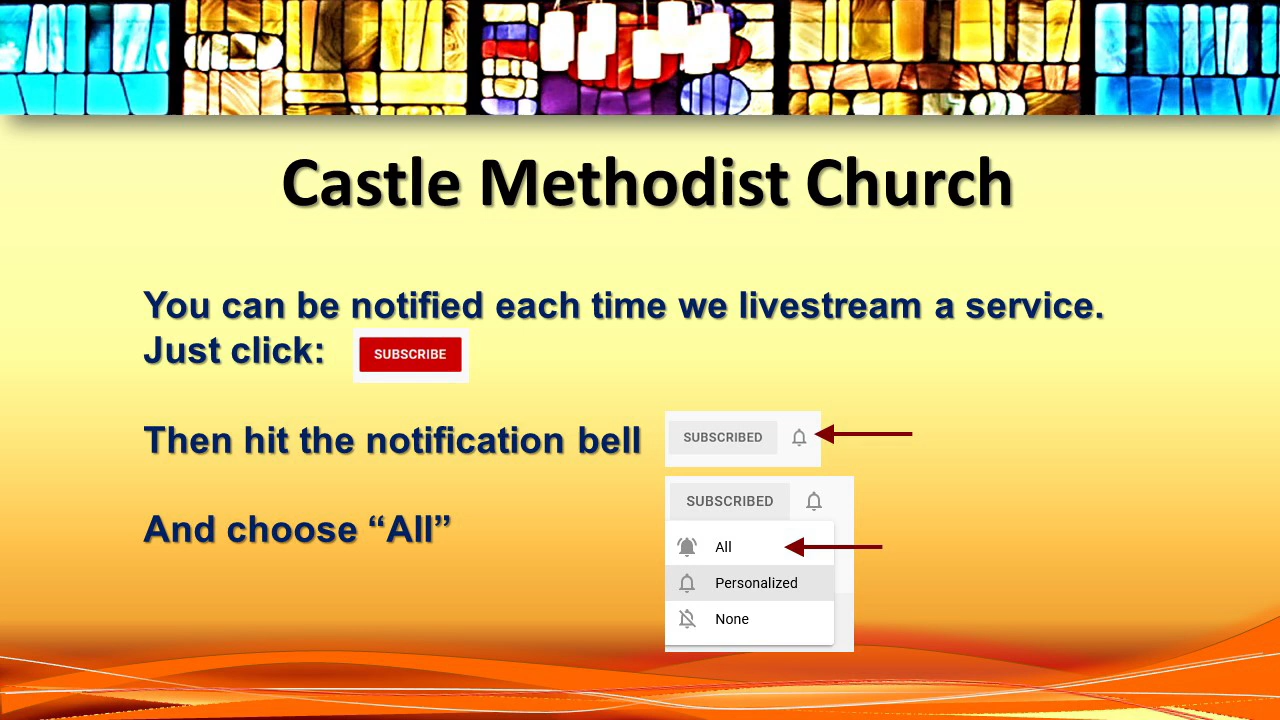 Castle Methodist Church
You can be notified each time we livestream a service.
Just click: SUBSCRIBE
Then hit the notification bell SUBSCRIBED
SUBSCRIBED
And choose “All”
All
Personalized
None